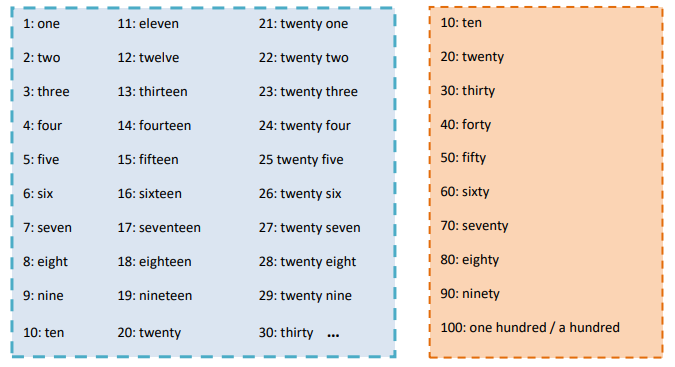 1: one
2: two
3: three
4: four
5: five
6: six
7: seven
8: eight
9: nine
10: ten
11: eleven
12: twelve
13: thirteen
14: fourteen
15: fifteen
16: sixteen
17: seventeen
18: eighteen
19: nineteen
20: twenty
21: twenty one
22: twenty two
23: twenty three
24: twenty four
25 twenty five
26: twenty six
27: twenty seven
28: twenty eight
29: twenty nine
30: thirty ...
10: ten
20: twenty
30: thirty
40: forty
50: fifty
60: sixty
70: seventy
80: eighty
90: ninety
100: one hundred / a hundred